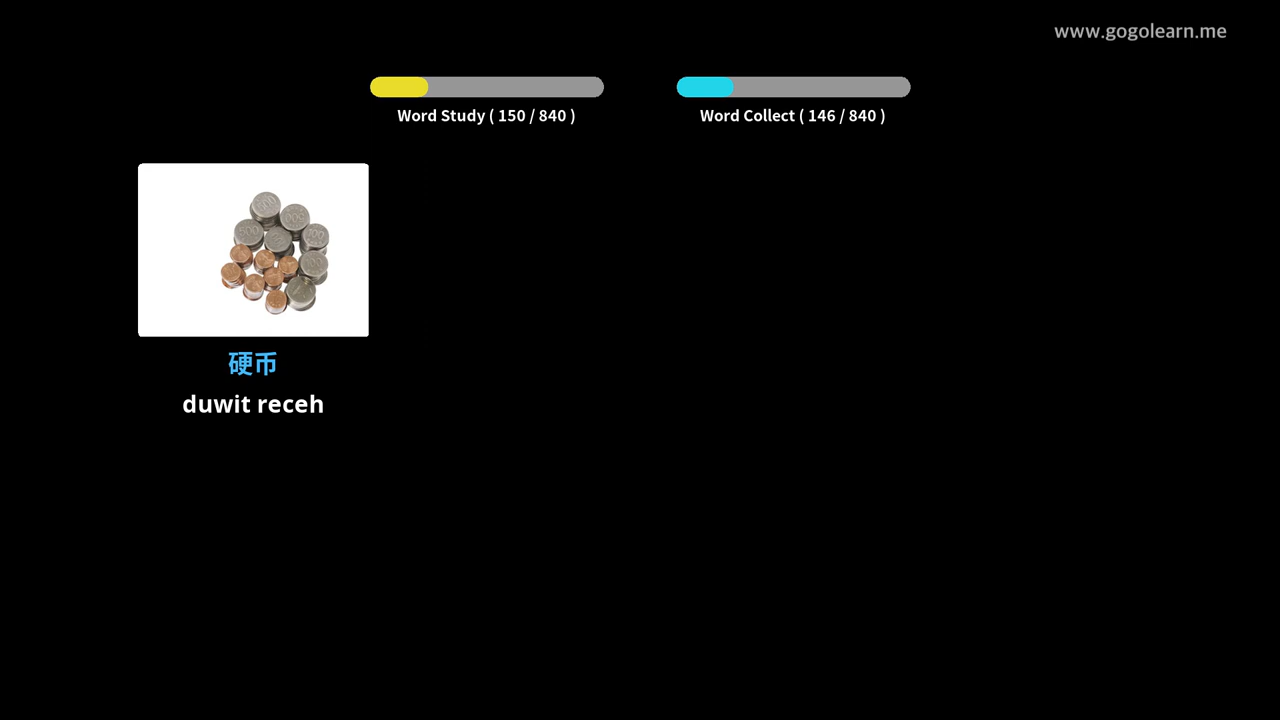 www.gogolearn.me
Word Study ( 150 / 840 )
Word Collect ( 146 / 840 )
硬币
duwit receh